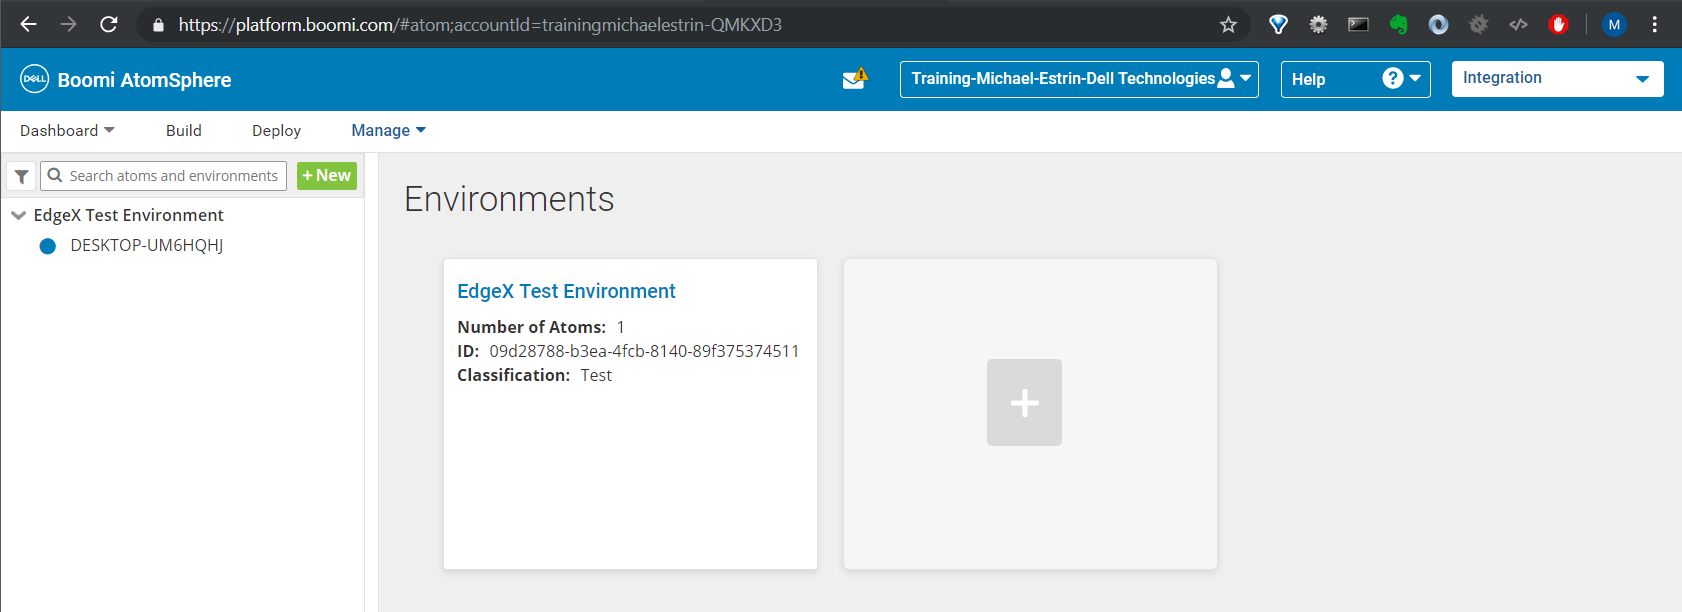 https://platform.boomi.com/#atom;accountId=trainingmichaelestrin-QMKXD3
M
DELL Boomi AtomSphere
Training-Michael-Estrin-Dell Technologies
Help ?
Integration
Dashboard Build Deploy Manage
Search atoms and environments
+ New
EdgeX Test Environment
DESKTOP-UM6HQHJ
Environments
EdgeX Test Environment
Number of Atoms: 1
ID: 09d28788-b3ea-4fcb-8140-89f375374511
Classification: Test
+